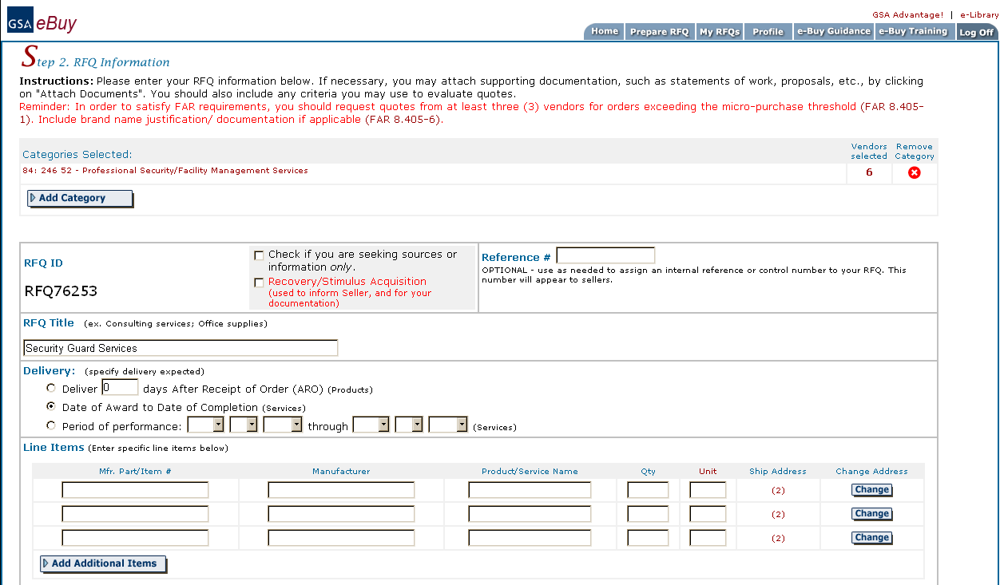 GSA eBuy
GSA Advantage! | e-Library
Home Prepare RFQ My RFQs Profile e-Buy Guidance e-Buy Training Log Off
Step 2. RFQ Information
Instructions: Please enter your RFQ information below. If necessary, you may attach supporting documentation, such as statements of work, proposals, etc., by clicking
on "Attach Documents". You should also include any criteria you may use to evaluate quotes.
Reminder: In order to satisfy FAR requirements, you should request quotes from at least three (3) vendors for orders exceeding the micro-purchase threshold (FAR 8.405-
1). Include brand name justification/ documentation if applicable (FAR 8.405-6).
Categories Selected:
Vendors selected
Remove Category
84: 246 52 - Professional Security/Facility Management Services 6
Add Category
RFQ ID
RFQ76253
Check if you are seeking sources or
information only.
Recovery/Stimulus Acquisition
(used to inform Seller, and for your
documentation)
Reference #
OPTIONAL - use as needed to assign an internal reference or control number to your RFQ. This
number will appear to sellers.
RFQ Title (ex. Consulting services; Office supplies)
Security Guard Services
Delivery: (specify delivery expected)
Deliver 0 days After Receipt of Order (ARO) (Products)
Date of Award to Date of Completion (Services)
Period of performance: through (Services)
Line Items (Enter specific line items below)
Mfr. Part/Item # Manufacturer Product/Service Name Qty Unit Ship Address Change Address
(2) Change
(2) Change
(2) Change
Add Additional Items